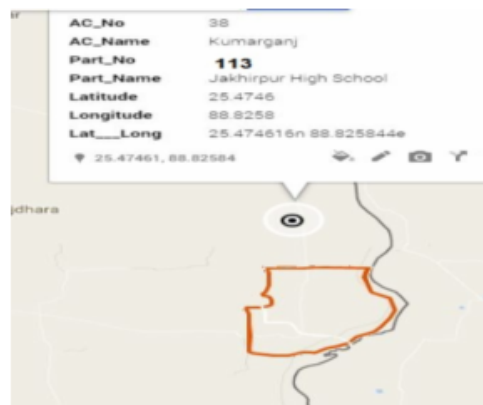 AC_No 38
AC_Name Kumarganj
Part_No 113
Part_Name Jakhirpur High School
Latitude 25.4746
Longitude 88.8258
Lat___Long 25.474616n 88.825844e
25.47461, 88.82584
jdhara